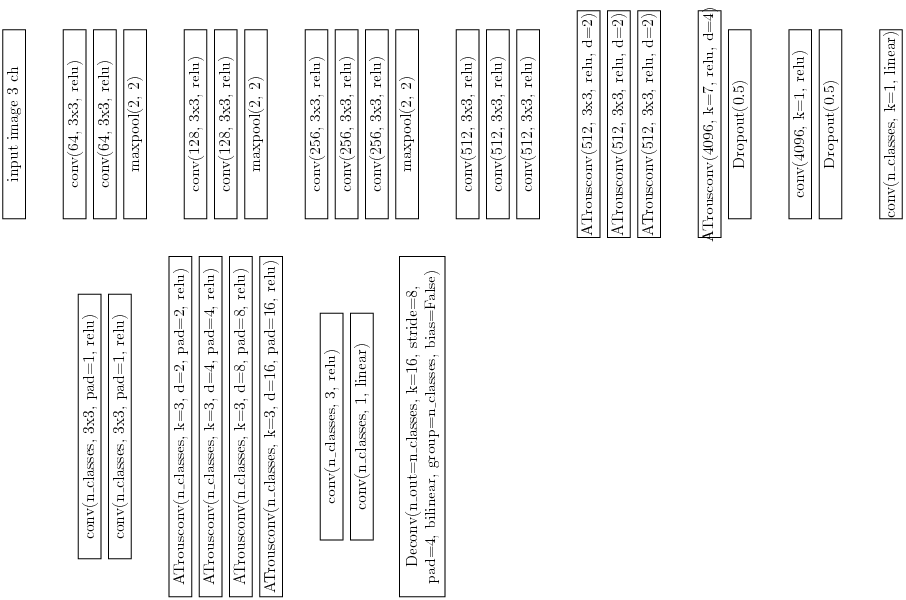 input image 3 ch
conv(64, 3x3, relu)
conv(64, 3x3, relu)
maxpool(2, 2)
conv(128, 3x3, relu)
conv(128, 3x3, relu)
maxpool(2, 2)
conv(256, 3x3, relu)
conv(256, 3x3, relu)
conv(256, 3x3, relu)
maxpool(2, 2)
conv(512, 3x3, relu)
conv(512, 3x3, relu)
conv(512, 3x3, relu)
ATrousconv(512, 3x3, relu, d=2)
ATrousconv(512, 3x3, relu, d=2)
ATrousconv(512, 3x3, relu, d=2)
ATrousconv(4096, k=7, relu, d=4)
Dropout(0.5)
conv(4096, k=1, relu)
Dropout(0.5)
conv(n_classes, k=1, linear)
conv(n_classes, 3x3, pad=1, relu)
conv(n_classes, 3x3, pad=1, relu)
ATrousconv(n_classes, k=3, d=2, pad=2, relu)
ATrousconv(n_classes, k=3, d=4, pad=4, relu)
ATrousconv(n_classes, k=3, d=8, pad=8, relu)
ATrousconv(n_classes, k=3, d=16, pad=16, relu)
conv(n_classes, 3, relu)
conv(n_classes, 1, linear)
Deconv(n_out=n_classes, k=16, stride=8,
pad=4, bilinear, group=n_classes, bias=False)